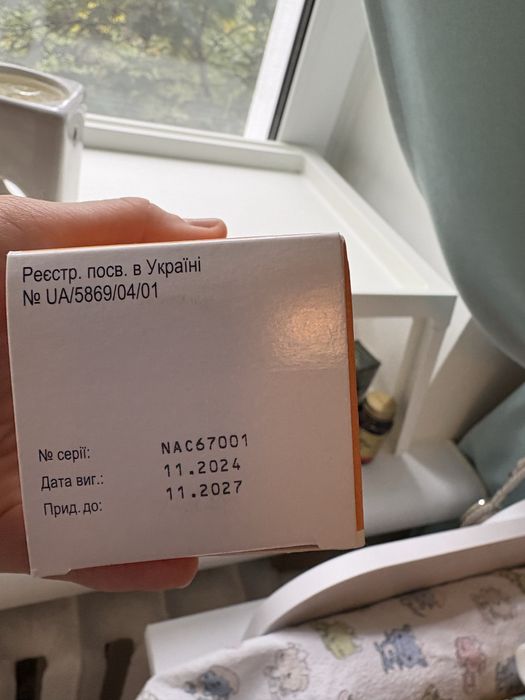 Реєстр. посв. в Україні
№ UA/5869/04/01
№ серії: NAC67001
Дата виг.: 11.2024
Прид. до: 11.2027